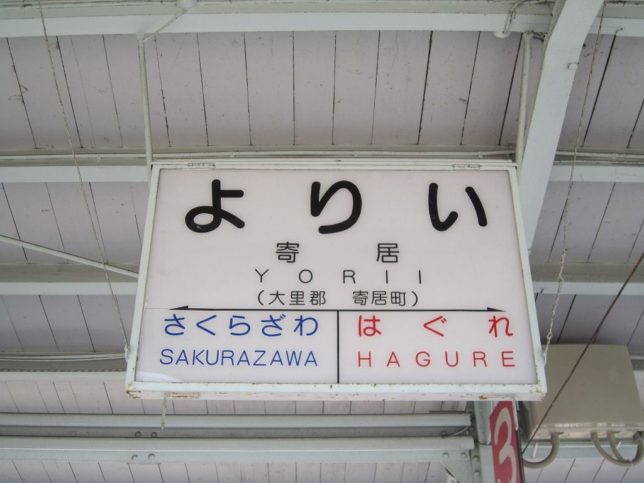 よりい
寄居
YORII
(大里郡 寄居町)
さくらざわ はぐれ
SAKURAZAWA HAGURE
3